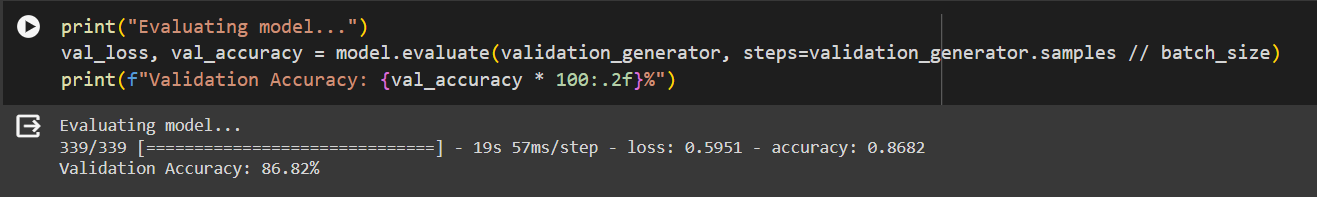 print("Evaluating model...")
val_loss, val_accuracy = model.evaluate(validation_generator, steps=validation_generator.samples // batch_size)
print(f"Validation Accuracy: {val_accuracy * 100:.2f}%")
Evaluating model...
339/339 [==============================] - 19s 57ms/step - loss: 0.5951 - accuracy: 0.8682
Validation Accuracy: 86.82%